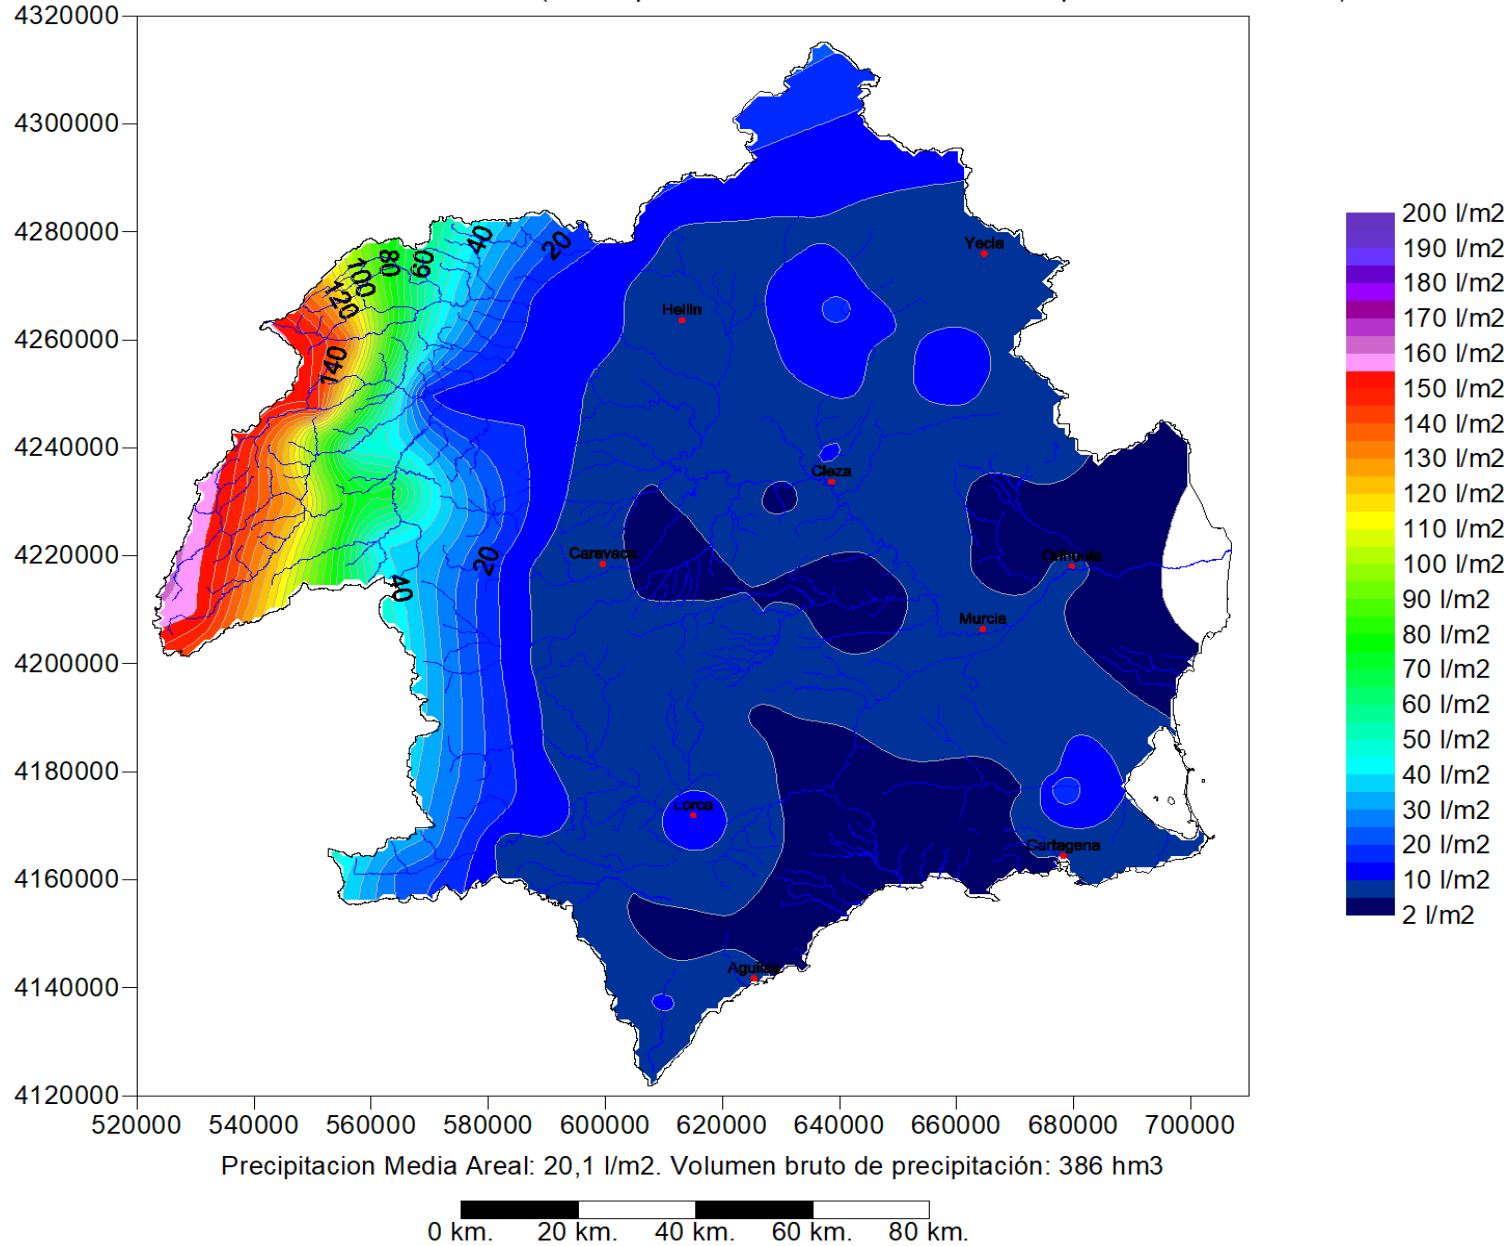 4320000
4300000
4280000
4260000
4240000
4220000
4200000
4180000
4160000
4140000
4120000
520000 540000 560000 580000 600000 620000 640000 660000 680000 700000
Yecla
Hellin
Cieza
Caravaca
Orihuela
Murcia
Lorca
Cartagena
Aguilas
140
120
100
80
60
40
20
40
20
200 l/m2
190 l/m2
180 l/m2
170 l/m2
160 l/m2
150 l/m2
140 l/m2
130 l/m2
120 l/m2
110 l/m2
100 l/m2
90 l/m2
80 l/m2
70 l/m2
60 l/m2
50 l/m2
40 l/m2
30 l/m2
20 l/m2
10 l/m2
2 l/m2
Precipitacion Media Areal: 20,1 l/m2. Volumen bruto de precipitación: 386 hm3
0 km. 20 km. 40 km. 60 km. 80 km.